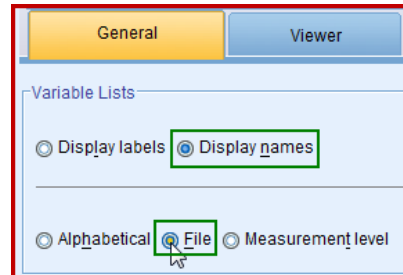 General Viewer
Variable Lists
Display labels Display names
Alphabetical File Measurement level